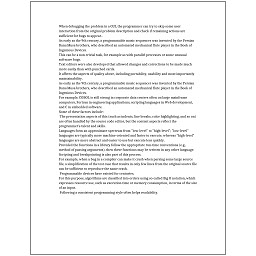 When debugging the problem in a GUI, the programmer can try to skip some user
interaction from the original problem description and check if remaining actions are
sufficient for bugs to appear.
As early as the 9th century, a programmable music sequencer was invented by the Persian
Banu Musa brothers, who described an automated mechanical flute player in the Book of
Ingenious Devices.
This can be a non-trivial task, for example as with parallel processes or some unusual
software bugs.
Text editors were also developed that allowed changes and corrections to be made much
more easily than with punched cards.
It affects the aspects of quality above, including portability, usability and most importantly
maintainability.
As early as the 9th century, a programmable music sequencer was invented by the Persian
Banu Musa brothers, who described an automated mechanical flute player in the Book of
Ingenious Devices.
For example, COBOL is still strong in corporate data centers often on large mainframe
computers, Fortran in engineering applications, scripting languages in Web development,
and C in embedded software.
Some of these factors include:
The presentation aspects of this (such as indents, line breaks, color highlighting, and so on)
are often handled by the source code editor, but the content aspects reflect the
programmer's talent and skills.
Languages form an approximate spectrum from "low-level" to "high-level"; "low-level"
languages are typically more machine-oriented and faster to execute, whereas "high-level"
languages are more abstract and easier to use but execute less quickly.
Provided the functions in a library follow the appropriate run-time conventions (e.g.,
method of passing arguments), then these functions may be written in any other language.
Scripting and breakpointing is also part of this process.
For example, when a bug in a compiler can make it crash when parsing some large source
file, a simplification of the test case that results in only few lines from the original source file
can be sufficient to reproduce the same crash.
Programmable devices have existed for centuries.
For this purpose, algorithms are classified into orders using so-called Big O notation, which
expresses resource use, such as execution time or memory consumption, in terms of the size
of an input.
Following a consistent programming style often helps readability.